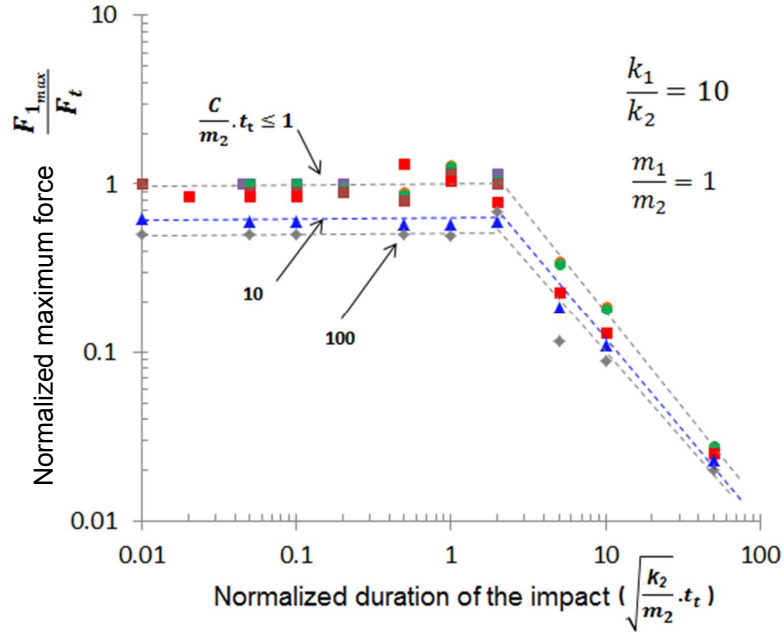 10
1
0.1
0.01
0.01 0.1 1 10 100
Normalized maximum force F₁ₘₐₓ/Fₜ
Normalized duration of the impact (√(k₂/m₂).tₜ)
C/m₂.tₜ ≤ 1
10
100
k₁/k₂ = 10
m₁/m₂ = 1